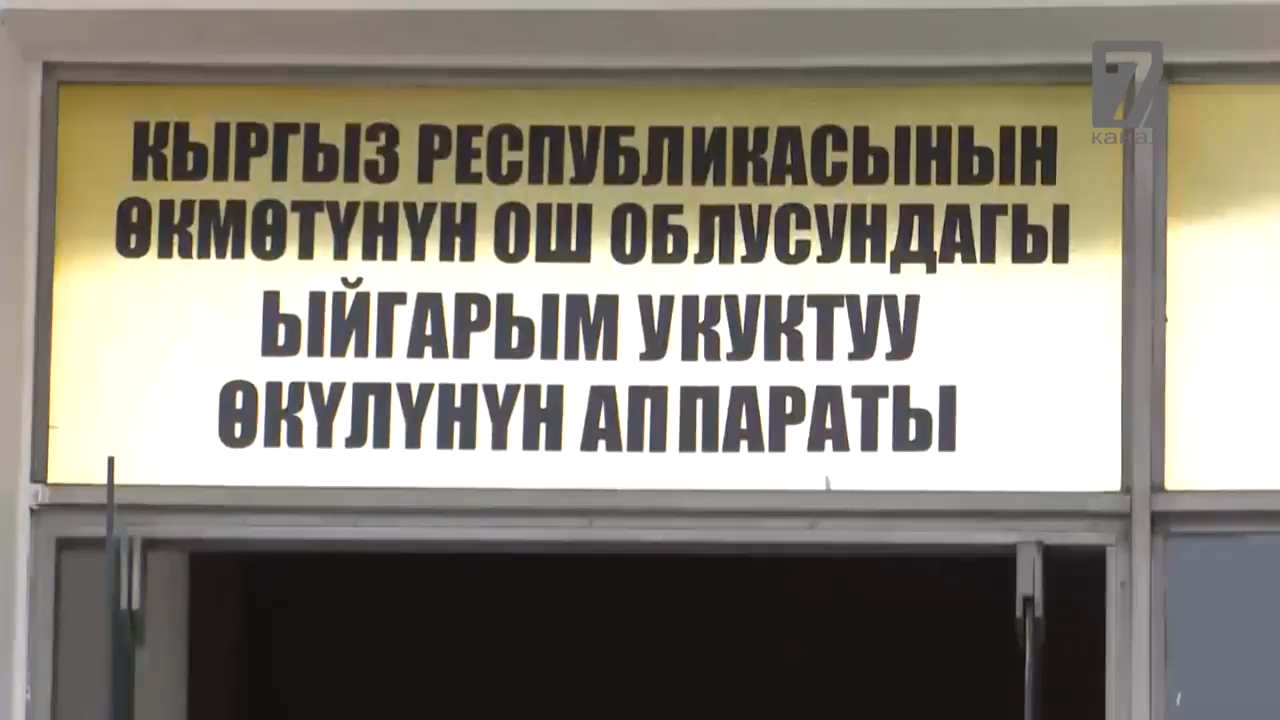 КЫРГЫЗ РЕСПУБЛИКАСЫНЫН
ӨКМӨТҮНҮН ОШ ОБЛУСУНДАГЫ
ЫЙГАРЫМ УКУКТУУ
ӨКҮЛҮНҮН АППАРАТЫ
7
канал